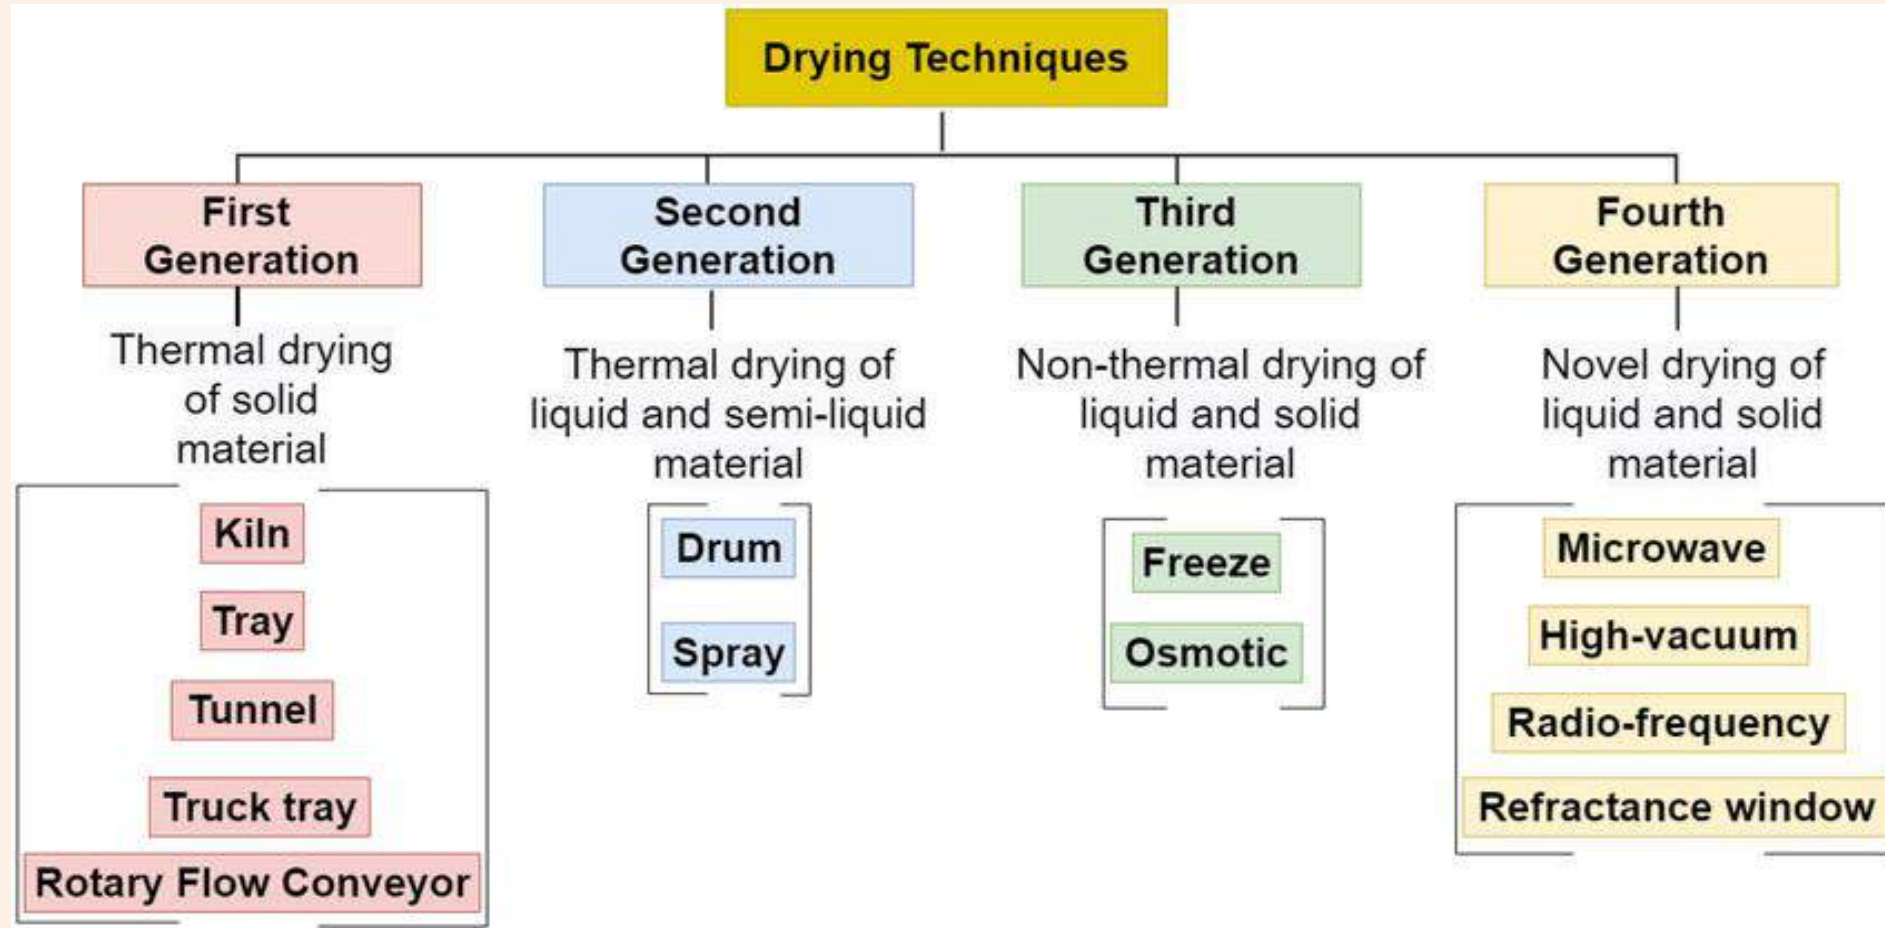 Drying Techniques
First
Generation
Thermal drying
of solid
material
Kiln
Tray
Tunnel
Truck tray
Rotary Flow Conveyor
Second
Generation
Thermal drying of
liquid and semi-liquid
material
Drum
Spray
Third
Generation
Non-thermal drying of
liquid and solid
material
Freeze
Osmotic
Fourth
Generation
Novel drying of
liquid and solid
material
Microwave
High-vacuum
Radio-frequency
Refractance window